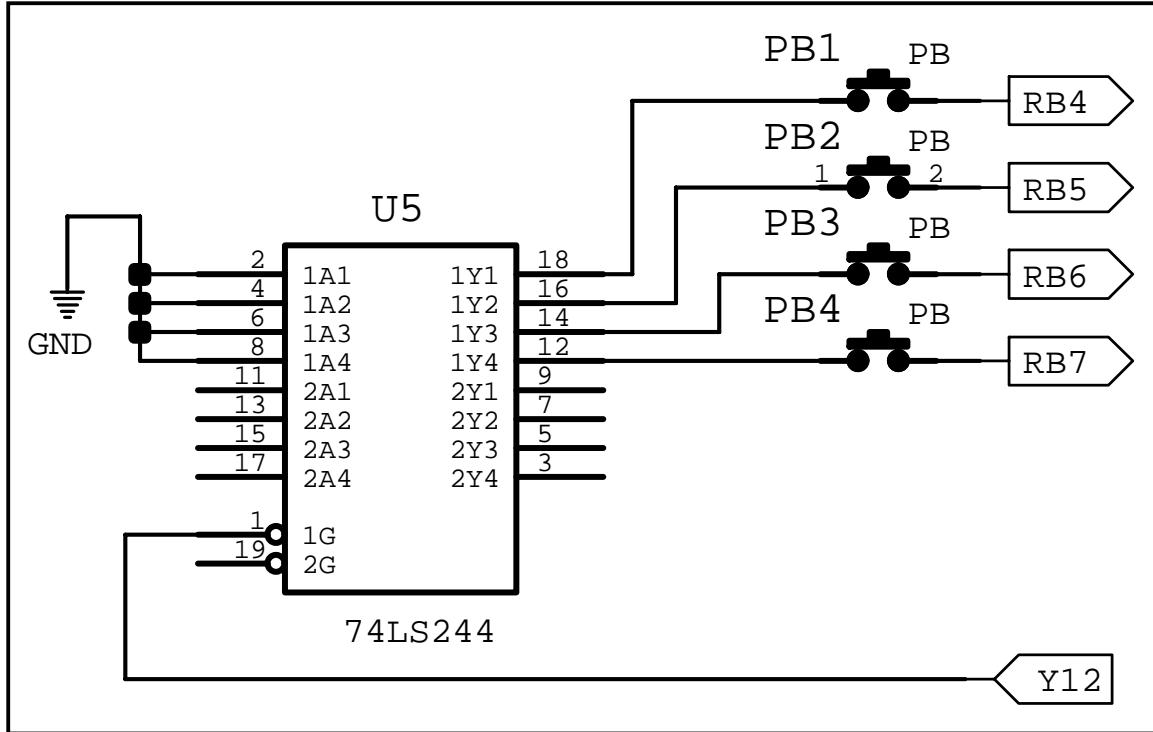 PB1 PB
RB4
PB2 PB
1 2
RB5
U5
PB3 PB
RB6
PB4 PB
RB7
GND
2 1A1 1Y1 18
4 1A2 1Y2 16
6 1A3 1Y3 14
8 1A4 1Y4 12
11 2A1 2Y1 9
13 2A2 2Y2 7
15 2A3 2Y3 5
17 2A4 2Y4 3
1 1G
19 2G
74LS244
Y12